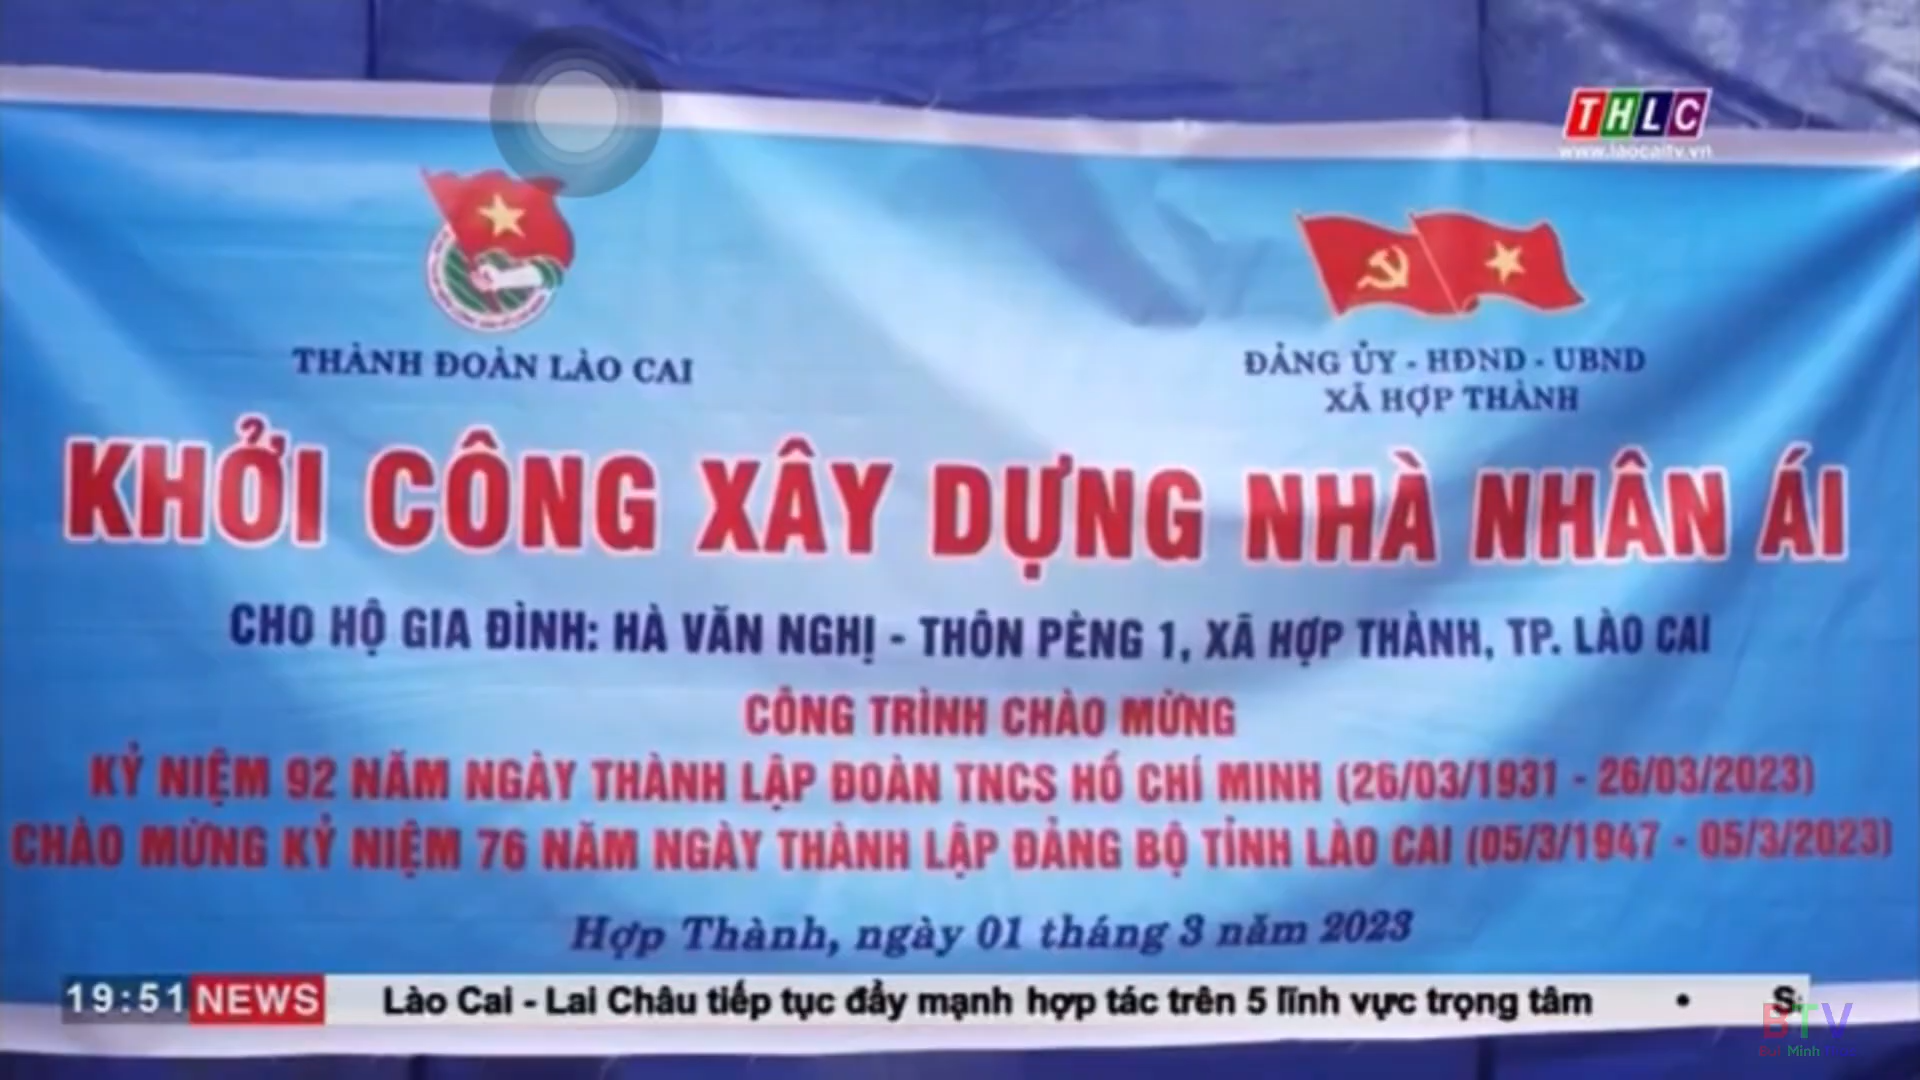 THLC
www.laocaitv.vn
THÀNH ĐOÀN LÀO CAI
ĐẢNG ỦY - HĐND - UBND
XÃ HỢP THÀNH
KHỞI CÔNG XÂY DỰNG NHÀ NHÂN ÁI
CHO HỘ GIA ĐÌNH: HÀ VĂN NGHỊ - THÔN PÈNG 1, XÃ HỢP THÀNH, TP. LÀO CAI
CÔNG TRÌNH CHÀO MỪNG
KỶ NIỆM 92 NĂM NGÀY THÀNH LẬP ĐOÀN TNCS HỒ CHÍ MINH (26/03/1931 - 26/03/2023)
CHÀO MỪNG KỶ NIỆM 76 NĂM NGÀY THÀNH LẬP ĐẢNG BỘ TỈNH LÀO CAI (05/3/1947 - 05/3/2023)
Hợp Thành, ngày 01 tháng 3 năm 2023
19:51 NEWS Lào Cai - Lai Châu tiếp tục đẩy mạnh hợp tác trên 5 lĩnh vực trọng tâm •
BTV
Bui Minh